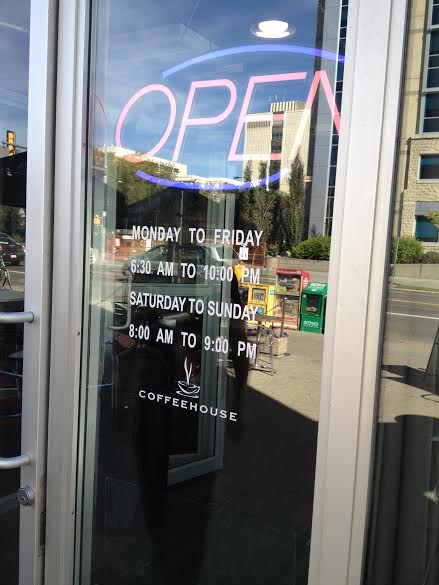 OPEN
MONDAY TO FRIDAY
6:30 AM TO 10:00 PM
SATURDAY TO SUNDAY
8:00 AM TO 9:00 PM
COFFEEHOUSE